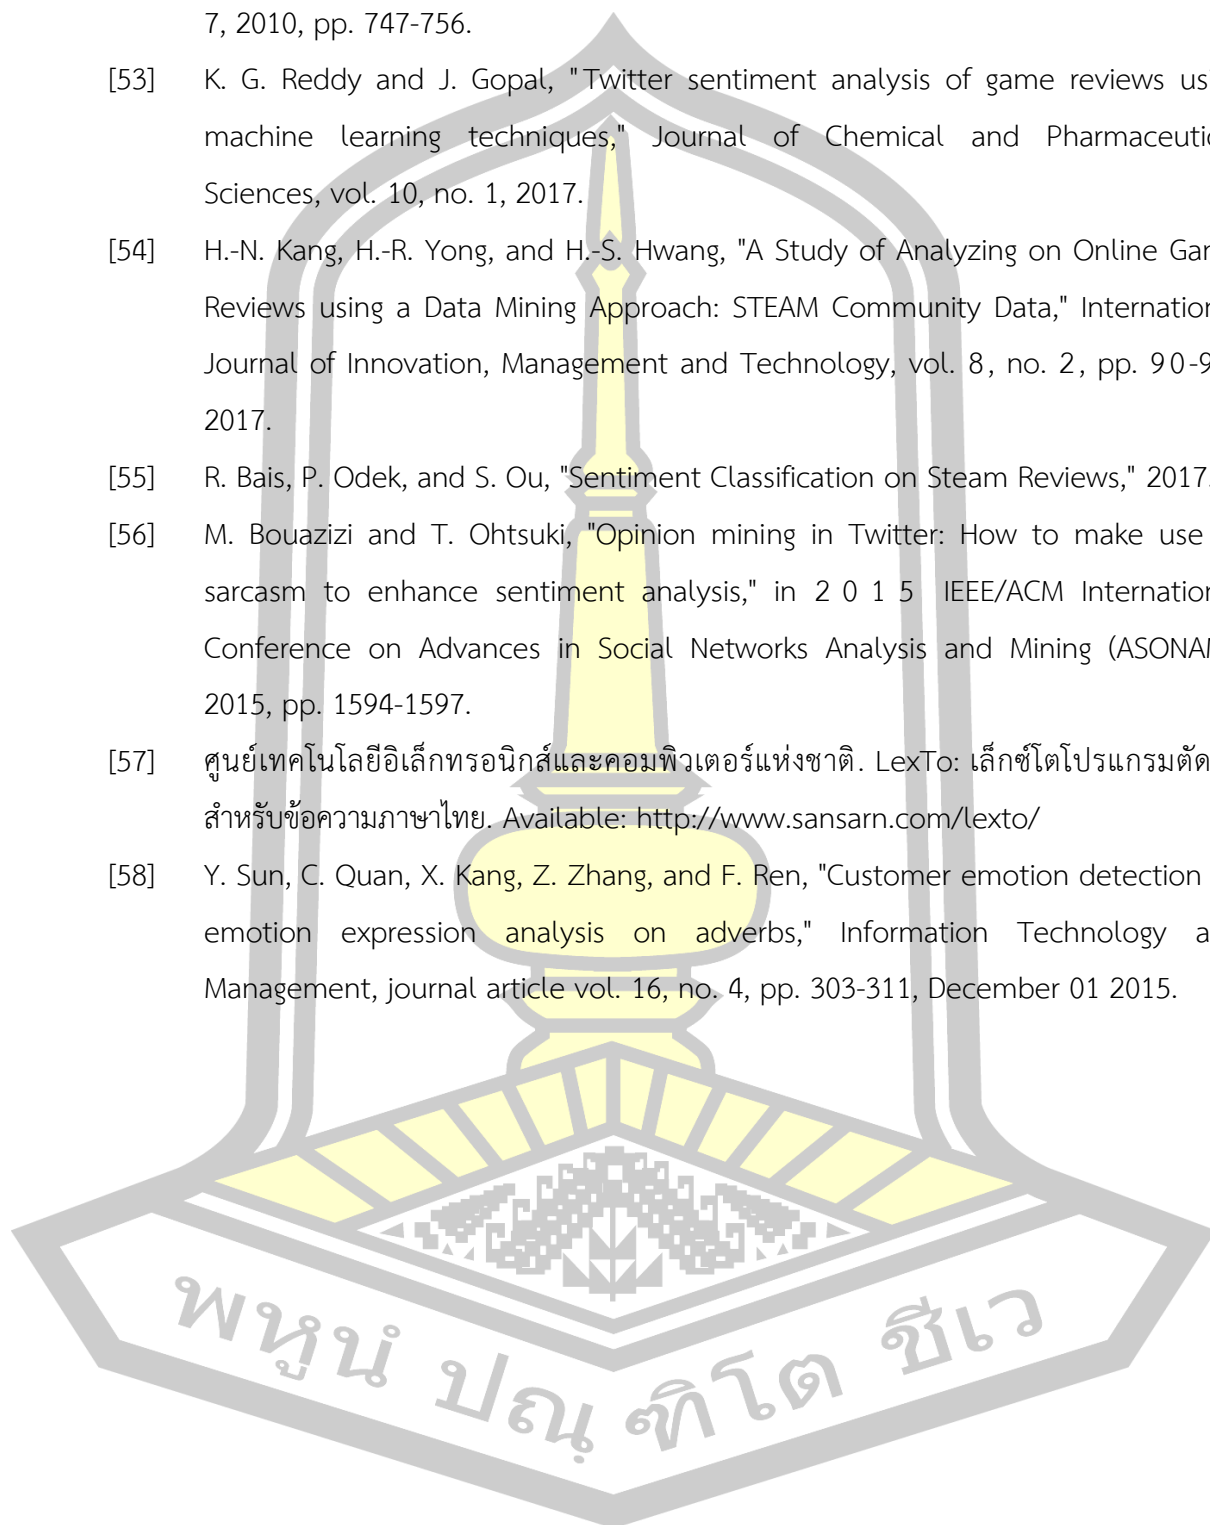 7, 2010, pp. 747-756.
[53] K. G. Reddy and J. Gopal, "Twitter sentiment analysis of game reviews usi
machine learning techniques," Journal of Chemical and Pharmaceutic
Sciences, vol. 10, no. 1, 2017.
[54] H.-N. Kang, H.-R. Yong, and H.-S. Hwang, "A Study of Analyzing on Online Gam
Reviews using a Data Mining Approach: STEAM Community Data," Internation
Journal of Innovation, Management and Technology, vol. 8, no. 2, pp. 90-9
2017.
[55] R. Bais, P. Odek, and S. Ou, "Sentiment Classification on Steam Reviews," 2017.
[56] M. Bouazizi and T. Ohtsuki, "Opinion mining in Twitter: How to make use
sarcasm to enhance sentiment analysis," in 2015 IEEE/ACM Internation
Conference on Advances in Social Networks Analysis and Mining (ASONAM
2015, pp. 1594-1597.
[57] ศูนย์เทคโนโลยีอิเล็กทรอนิกส์และคอมพิวเตอร์แห่งชาติ. LexTo: เล็กซ์โตโปรแกรมตัด
สำหรับข้อความภาษาไทย. Available: http://www.sansarn.com/lexto/
[58] Y. Sun, C. Quan, X. Kang, Z. Zhang, and F. Ren, "Customer emotion detection
emotion expression analysis on adverbs," Information Technology a
Management, journal article vol. 16, no. 4, pp. 303-311, December 01 2015.
พหูนํ ปณฺฑิโต ชีเว